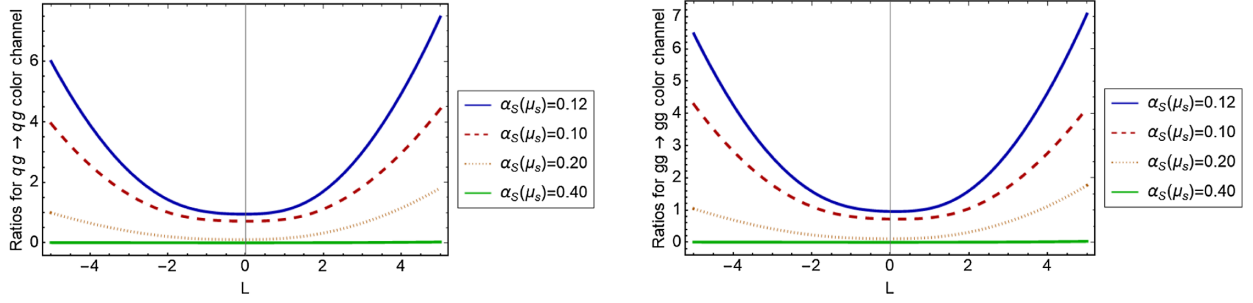 Ratios for qg → qg color channel
6
4
2
0
−4
−2
0
2
4
L
αS(μs)=0.12
αS(μs)=0.10
αS(μs)=0.20
αS(μs)=0.40
Ratios for gg → gg color channel
7
6
5
4
3
2
1
0
−4
−2
0
2
4
L
αS(μs)=0.12
αS(μs)=0.10
αS(μs)=0.20
αS(μs)=0.40